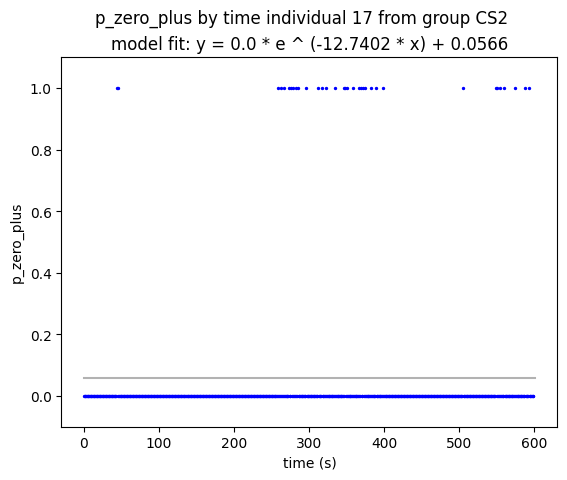 p_zero_plus by time individual 17 from group CS2
model fit: y = 0.0 * e ^ (-12.7402 * x) + 0.0566
1.0
0.8
0.6
0.4
0.2
0.0
p_zero_plus
0 100 200 300 400 500 600
time (s)